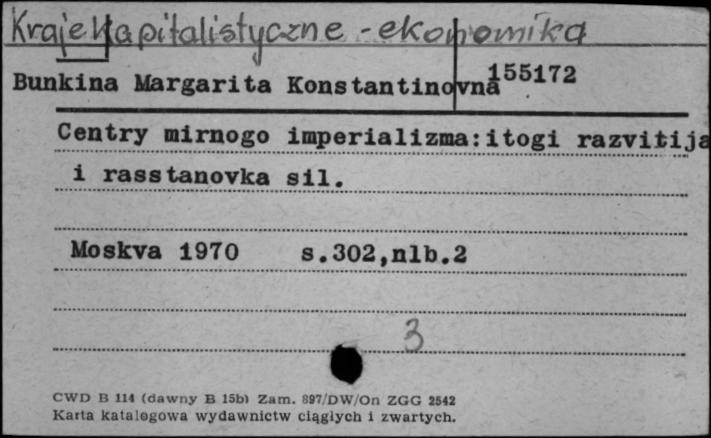 Kraje kapitalistyczne - ekonomika
155172
Bunkina Margarita Konstantinovna
Centry mirnogo imperializma:itogi razvitija
i rasstanovka sil.
Moskva 1970 s.302,nlb.2
3
CWD B 114 (dawny B 15b) Zam. 897/DW/On ZGG 2542
Karta katalogowa wydawnictw ciągłych i zwartych.